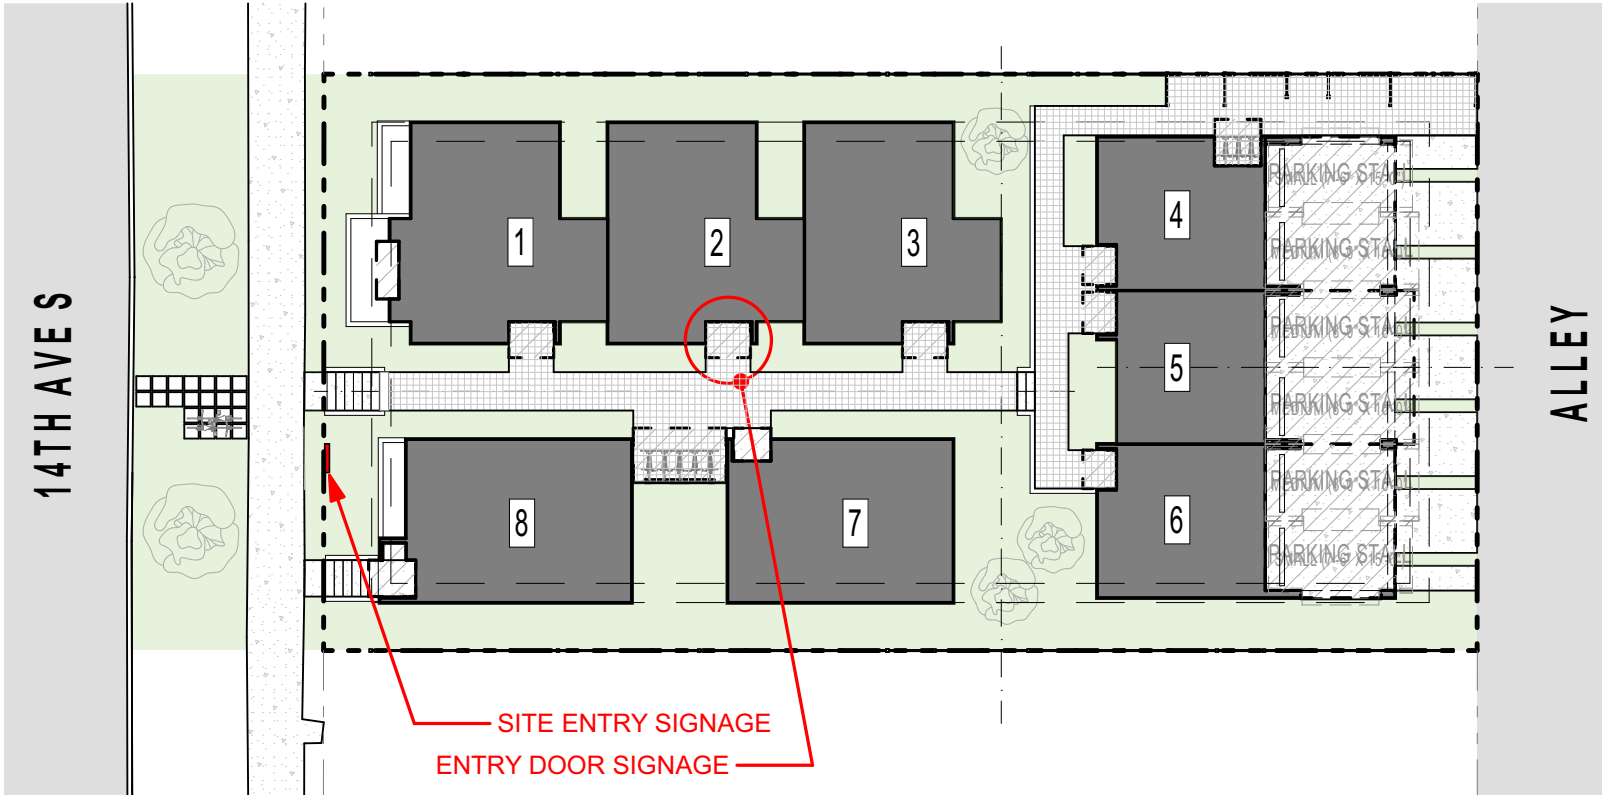 14TH AVE S
1
2
3
4
5
6
7
8
PARKING STALL
PARKING STALL
PARKING STALL
PARKING STALL
PARKING STALL
PARKING STALL
ALLEY
SITE ENTRY SIGNAGE
ENTRY DOOR SIGNAGE